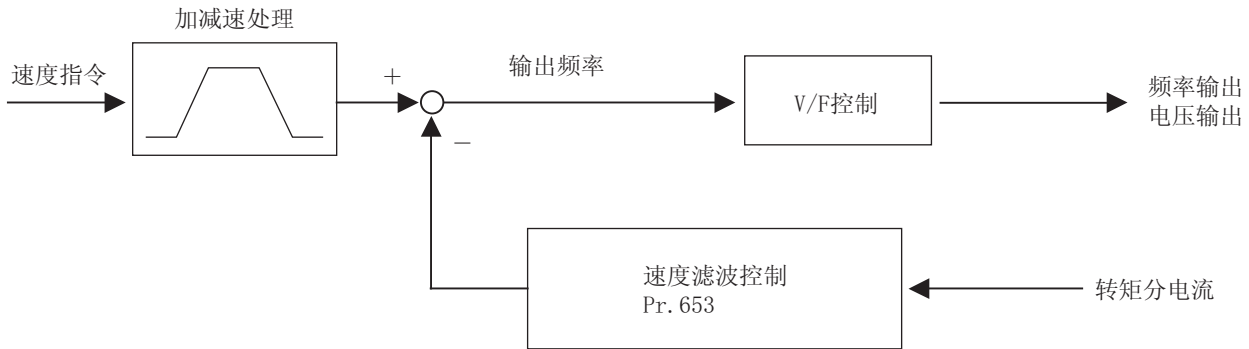 加减速处理
速度指令
+
输出频率
V/F控制
频率输出
电压输出
−
速度滤波控制
Pr.653
转矩分电流